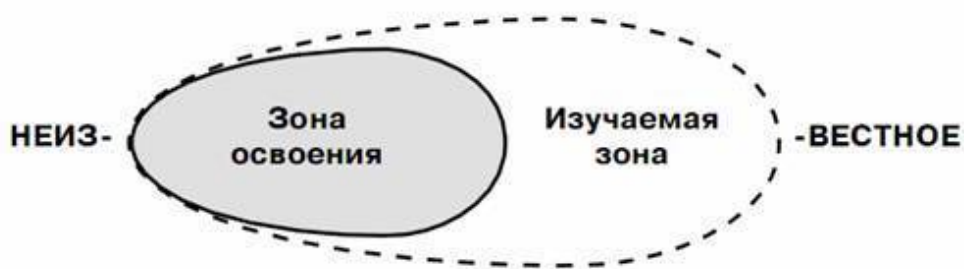 НЕИЗ-
Зона
освоения
Изучаемая
зона
-ВЕСТНОЕ